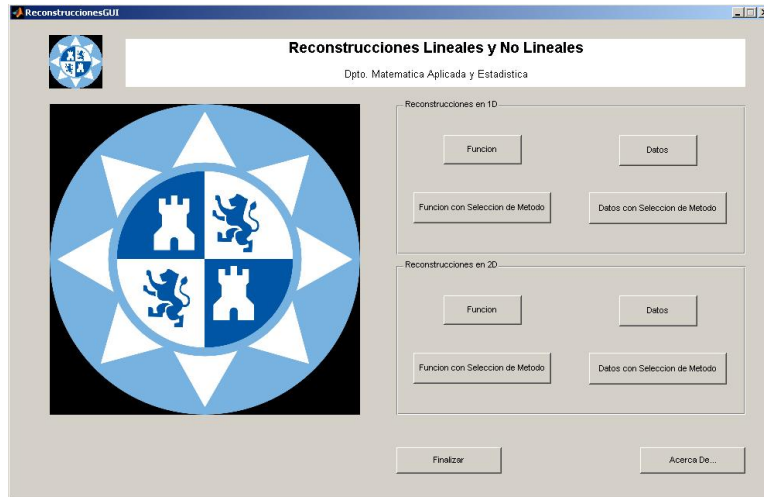 ReconstruccionesGUI
Reconstrucciones Lineales y No Lineales
Dpto. Matematica Aplicada y Estadistica
Reconstrucciones en 1D
Funcion
Datos
Funcion con Seleccion de Metodo
Datos con Seleccion de Metodo
Reconstrucciones en 2D
Funcion
Datos
Funcion con Seleccion de Metodo
Datos con Seleccion de Metodo
Finalizar
Acerca De...